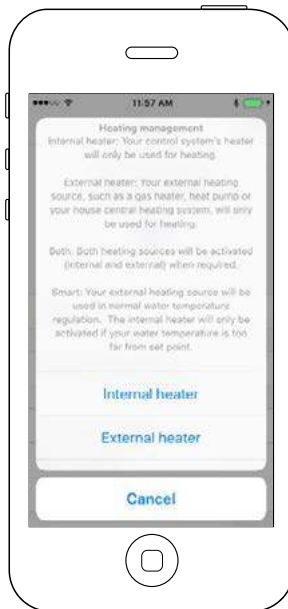 11:57 AM
Heating management
Internal heater: Your control system's heater
will only be used for heating.
External heater: Your external heating
source, such as a gas heater, heat pump or
your house central heating system, will only
be used for heating.
Both: Both heating sources will be activated
(internal and external) when required.
Smart: Your external heating source will be
used in normal water temperature
regulation. The internal heater will only be
activated if your water temperature is too
far from set point.
Internal heater
External heater
Cancel